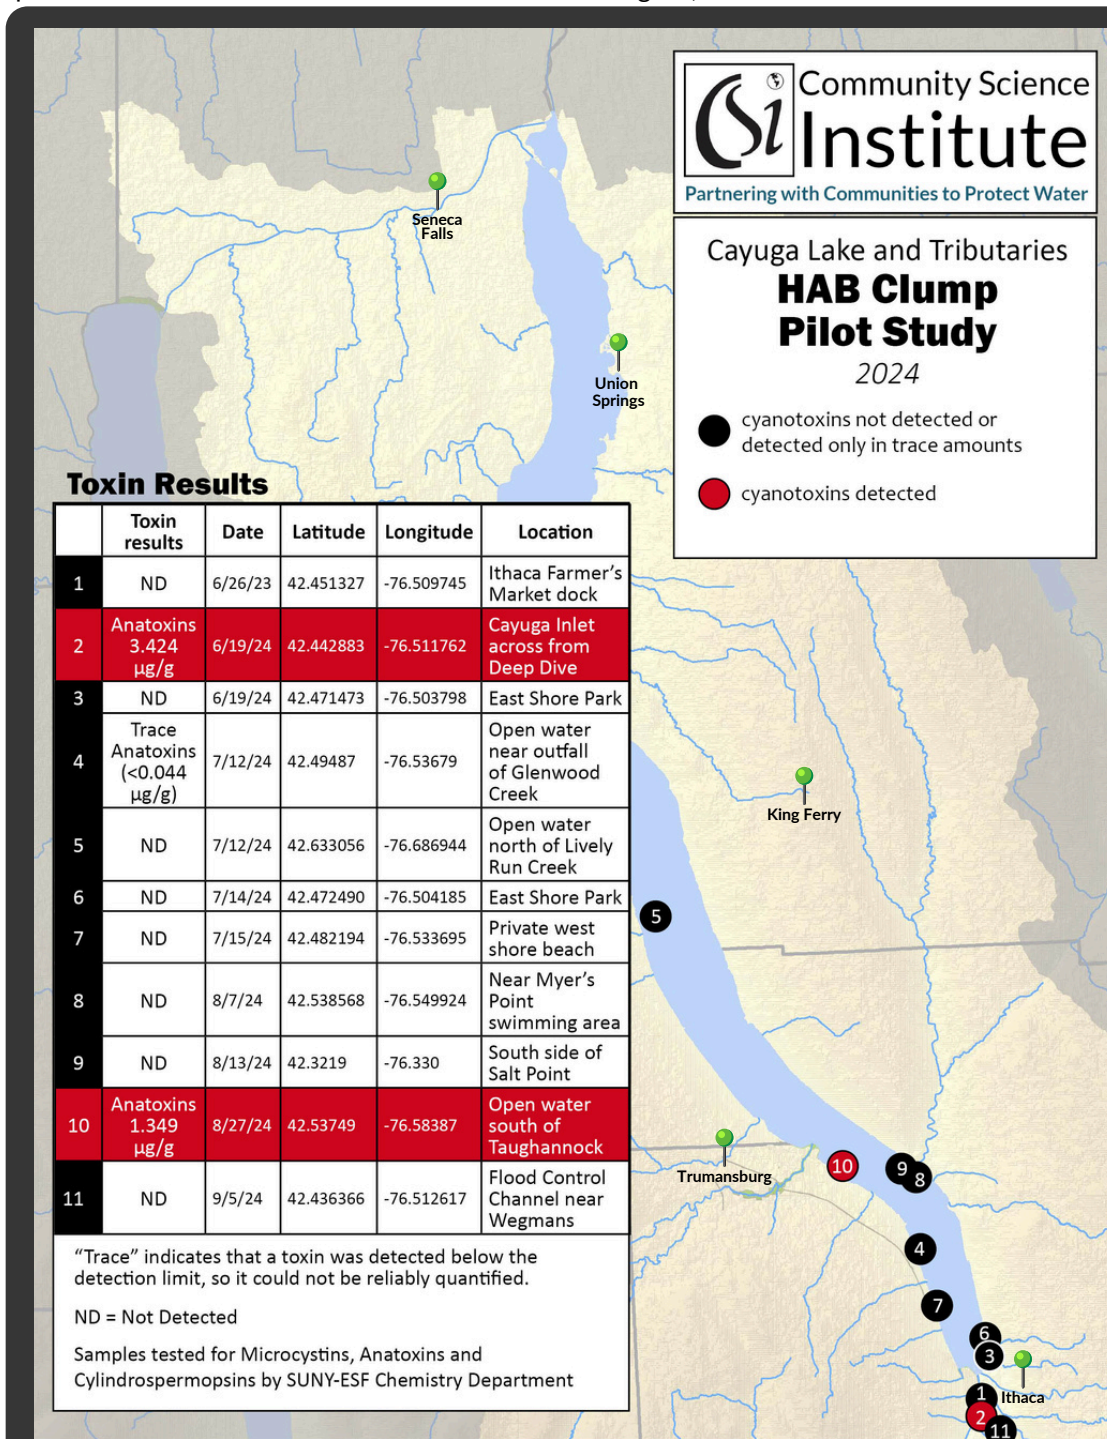 CSi
Community Science
Institute
Partnering with Communities to Protect Water
Cayuga Lake and Tributaries
HAB Clump
Pilot Study
2024
cyanotoxins not detected or
detected only in trace amounts
cyanotoxins detected
Seneca
Falls
Union
Springs
Toxin Results
Toxin results Date Latitude Longitude Location
1 ND 6/26/23 42.451327 -76.509745 Ithaca Farmer's Market dock
2 Anatoxins 3.424 µg/g 6/19/24 42.442883 -76.511762 Cayuga Inlet across from Deep Dive
3 ND 6/19/24 42.471473 -76.503798 East Shore Park
4 Trace Anatoxins (<0.044 µg/g) 7/12/24 42.49487 -76.53679 Open water near outfall of Glenwood Creek
5 ND 7/12/24 42.633056 -76.686944 Open water north of Lively Run Creek
6 ND 7/14/24 42.472490 -76.504185 East Shore Park
7 ND 7/15/24 42.482194 -76.533695 Private west shore beach
8 ND 8/7/24 42.538568 -76.549924 Near Myer's Point swimming area
9 ND 8/13/24 42.3219 -76.330 South side of Salt Point
10 Anatoxins 1.349 µg/g 8/27/24 42.53749 -76.58387 Open water south of Taughannock
11 ND 9/5/24 42.436366 -76.512617 Flood Control Channel near Wegmans
"Trace" indicates that a toxin was detected below the
detection limit, so it could not be reliably quantified.
ND = Not Detected
Samples tested for Microcystins, Anatoxins and
Cylindrospermopsins by SUNY-ESF Chemistry Department
King Ferry
5
Trumansburg
10
9
8
4
7
6
3
1
Ithaca
2
11